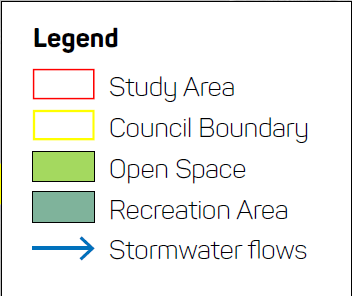 Legend
Study Area
Council Boundary
Open Space
Recreation Area
Stormwater flows